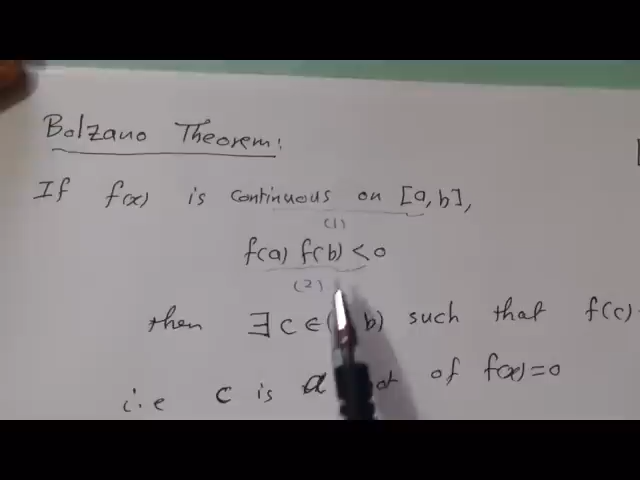 Bolzano Theorem:
If f(x) is continuous on [a,b],
(1)
f(a) f(b) < 0
(2)
then ∃ c ∈ ( b) such that f(c)
i.e c is a of f(x)=0